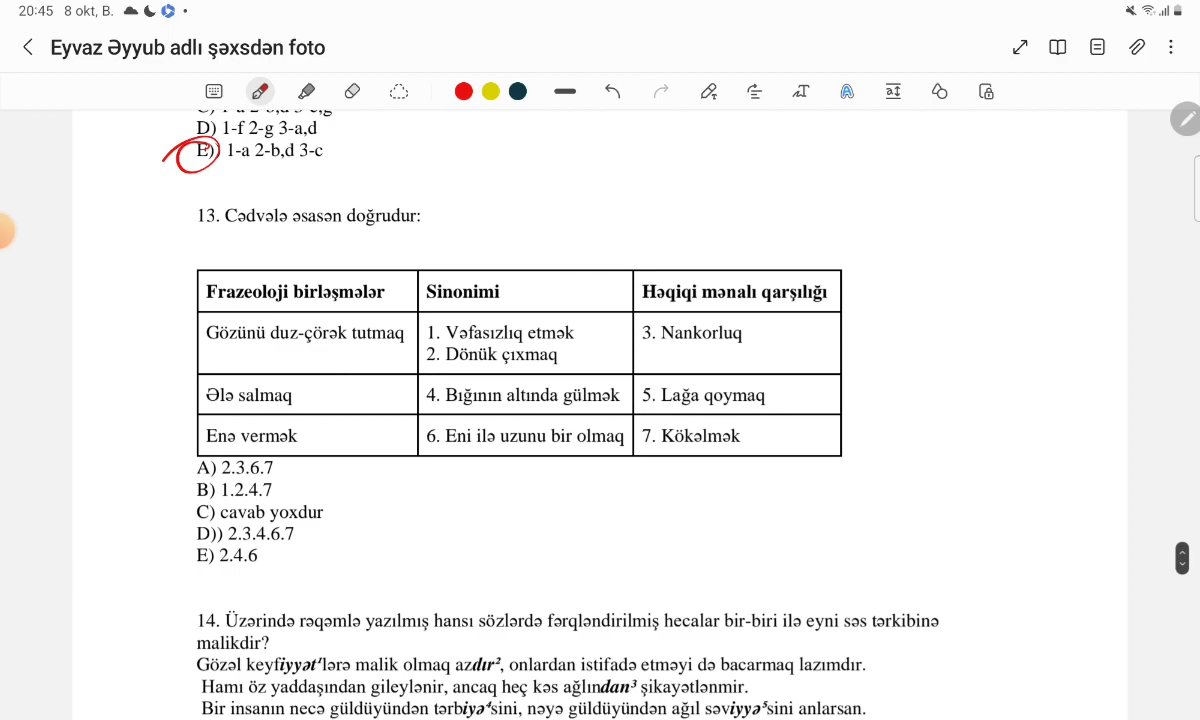 20:45 8 okt, B.
Eyvaz Əyyub adlı şəxsdən foto
D) 1-f 2-g 3-a,d
E)) 1-a 2-b,d 3-c
13. Cədvələ əsasən doğrudur:
Frazeoloji birləşmələr Sinonimi Həqiqi mənalı qarşılığı
Gözünü duz-çörək tutmaq 1. Vəfasızlıq etmək 3. Nankorluq
2. Dönük çıxmaq
Ələ salmaq 4. Bığının altında gülmək 5. Lağa qoymaq
Enə vermək 6. Eni ilə uzunu bir olmaq 7. Kökəlmək
A) 2.3.6.7
B) 1.2.4.7
C) cavab yoxdur
D)) 2.3.4.6.7
E) 2.4.6
14. Üzərində rəqəmlə yazılmış hansı sözlərdə fərqləndirilmiş hecalar bir-biri ilə eyni səs tərkibinə
malikdir?
Gözəl keyfiyyət¹lərə malik olmaq azdır², onlardan istifadə etməyi də bacarmaq lazımdır.
Hamı öz yaddaşından gileylənir, ancaq heç kəs ağlından³ şikayətlənmir.
Bir insanın necə güldüyündən tərbiyə⁴sini, nəyə güldüyündən ağıl səviyyə⁵sini anlarsan.